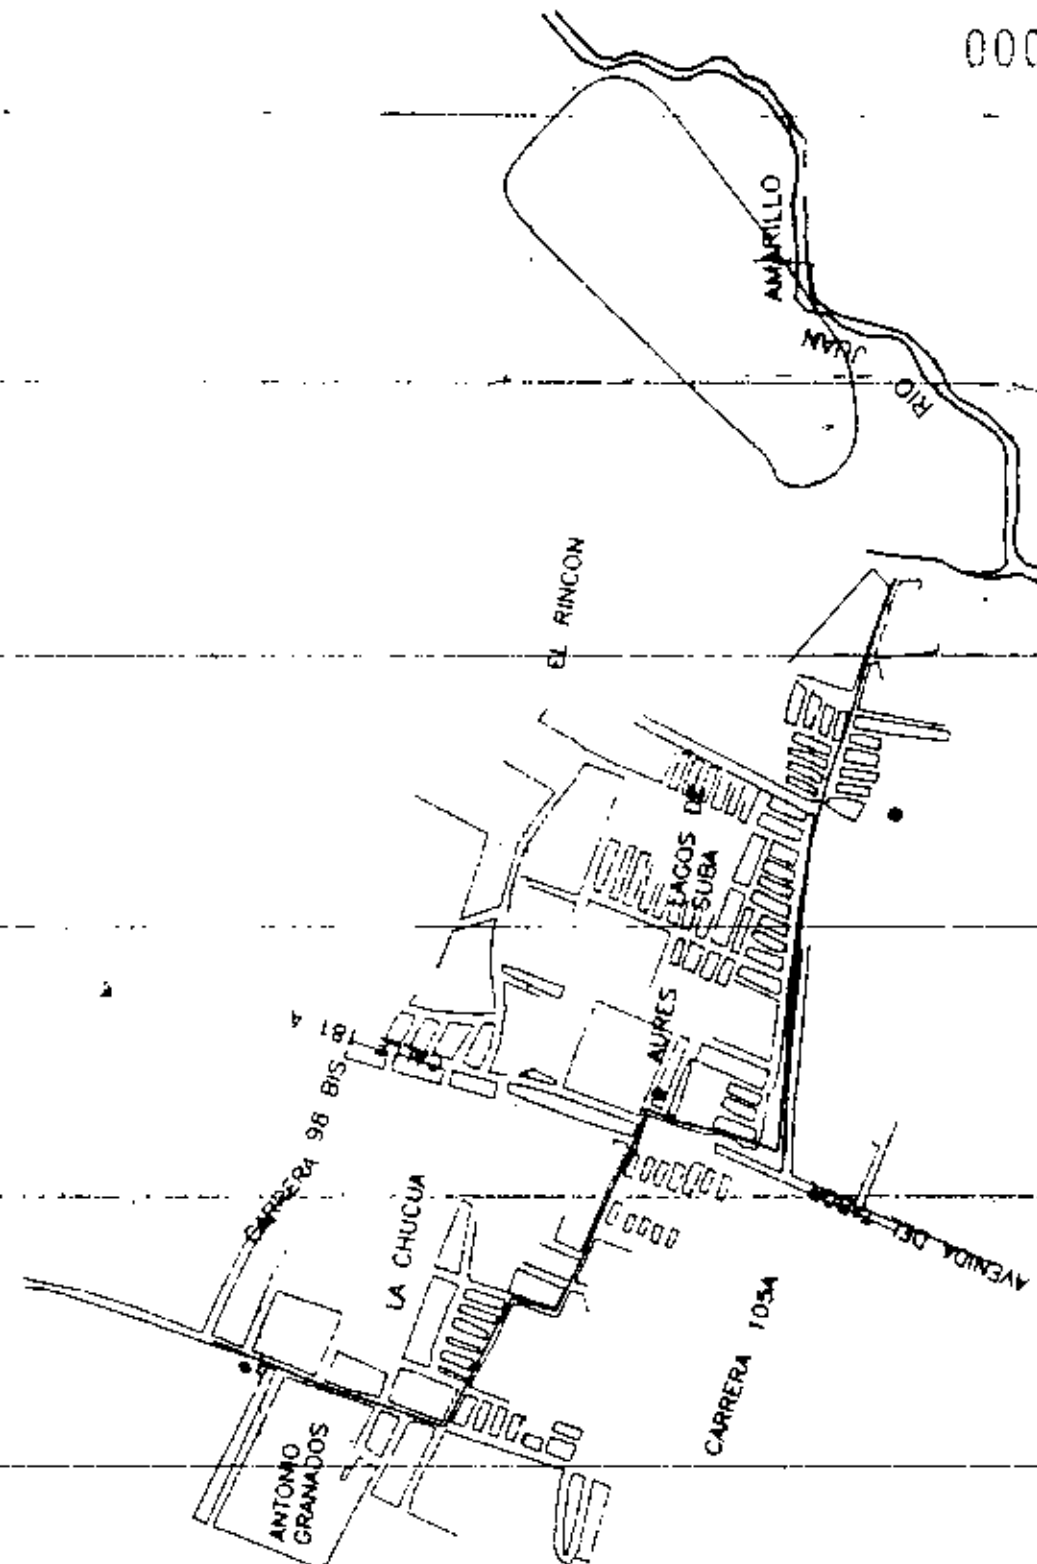 000
AMARILLO
JUAN
RIO
EL RINCON
LAGOS DE
SUBA
AURES
181 A
CARRERA 98 BIS
LA CHUCUA
AVENIDA DEL
CARRERA 105A
ANTONIO
GRANADOS